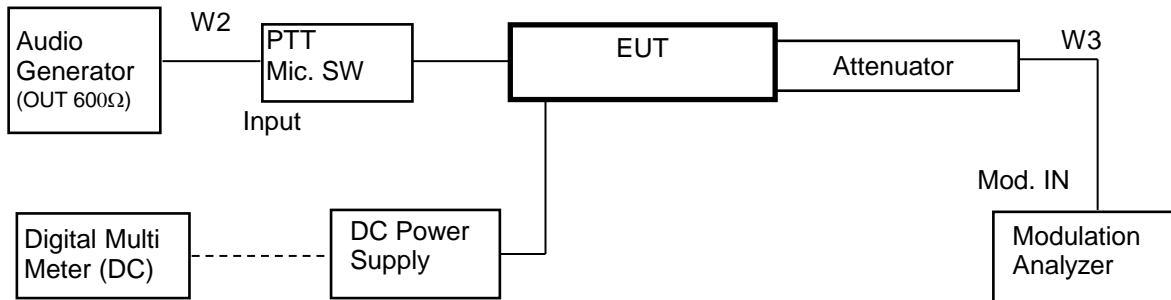 W2
Audio
Generator
(OUT 600Ω)
PTT
Mic. SW
Input
EUT
Attenuator
W3
Mod. IN
Digital Multi
Meter (DC)
DC Power
Supply
Modulation
Analyzer